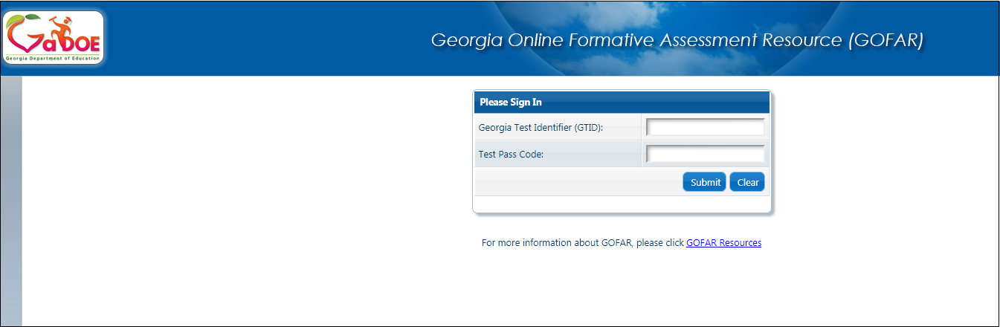 GaDOE
Georgia Department of Education
Georgia Online Formative Assessment Resource (GOFAR)
Please Sign In
Georgia Test Identifier (GTID):
Test Pass Code:
Submit Clear
For more information about GOFAR, please click GOFAR Resources